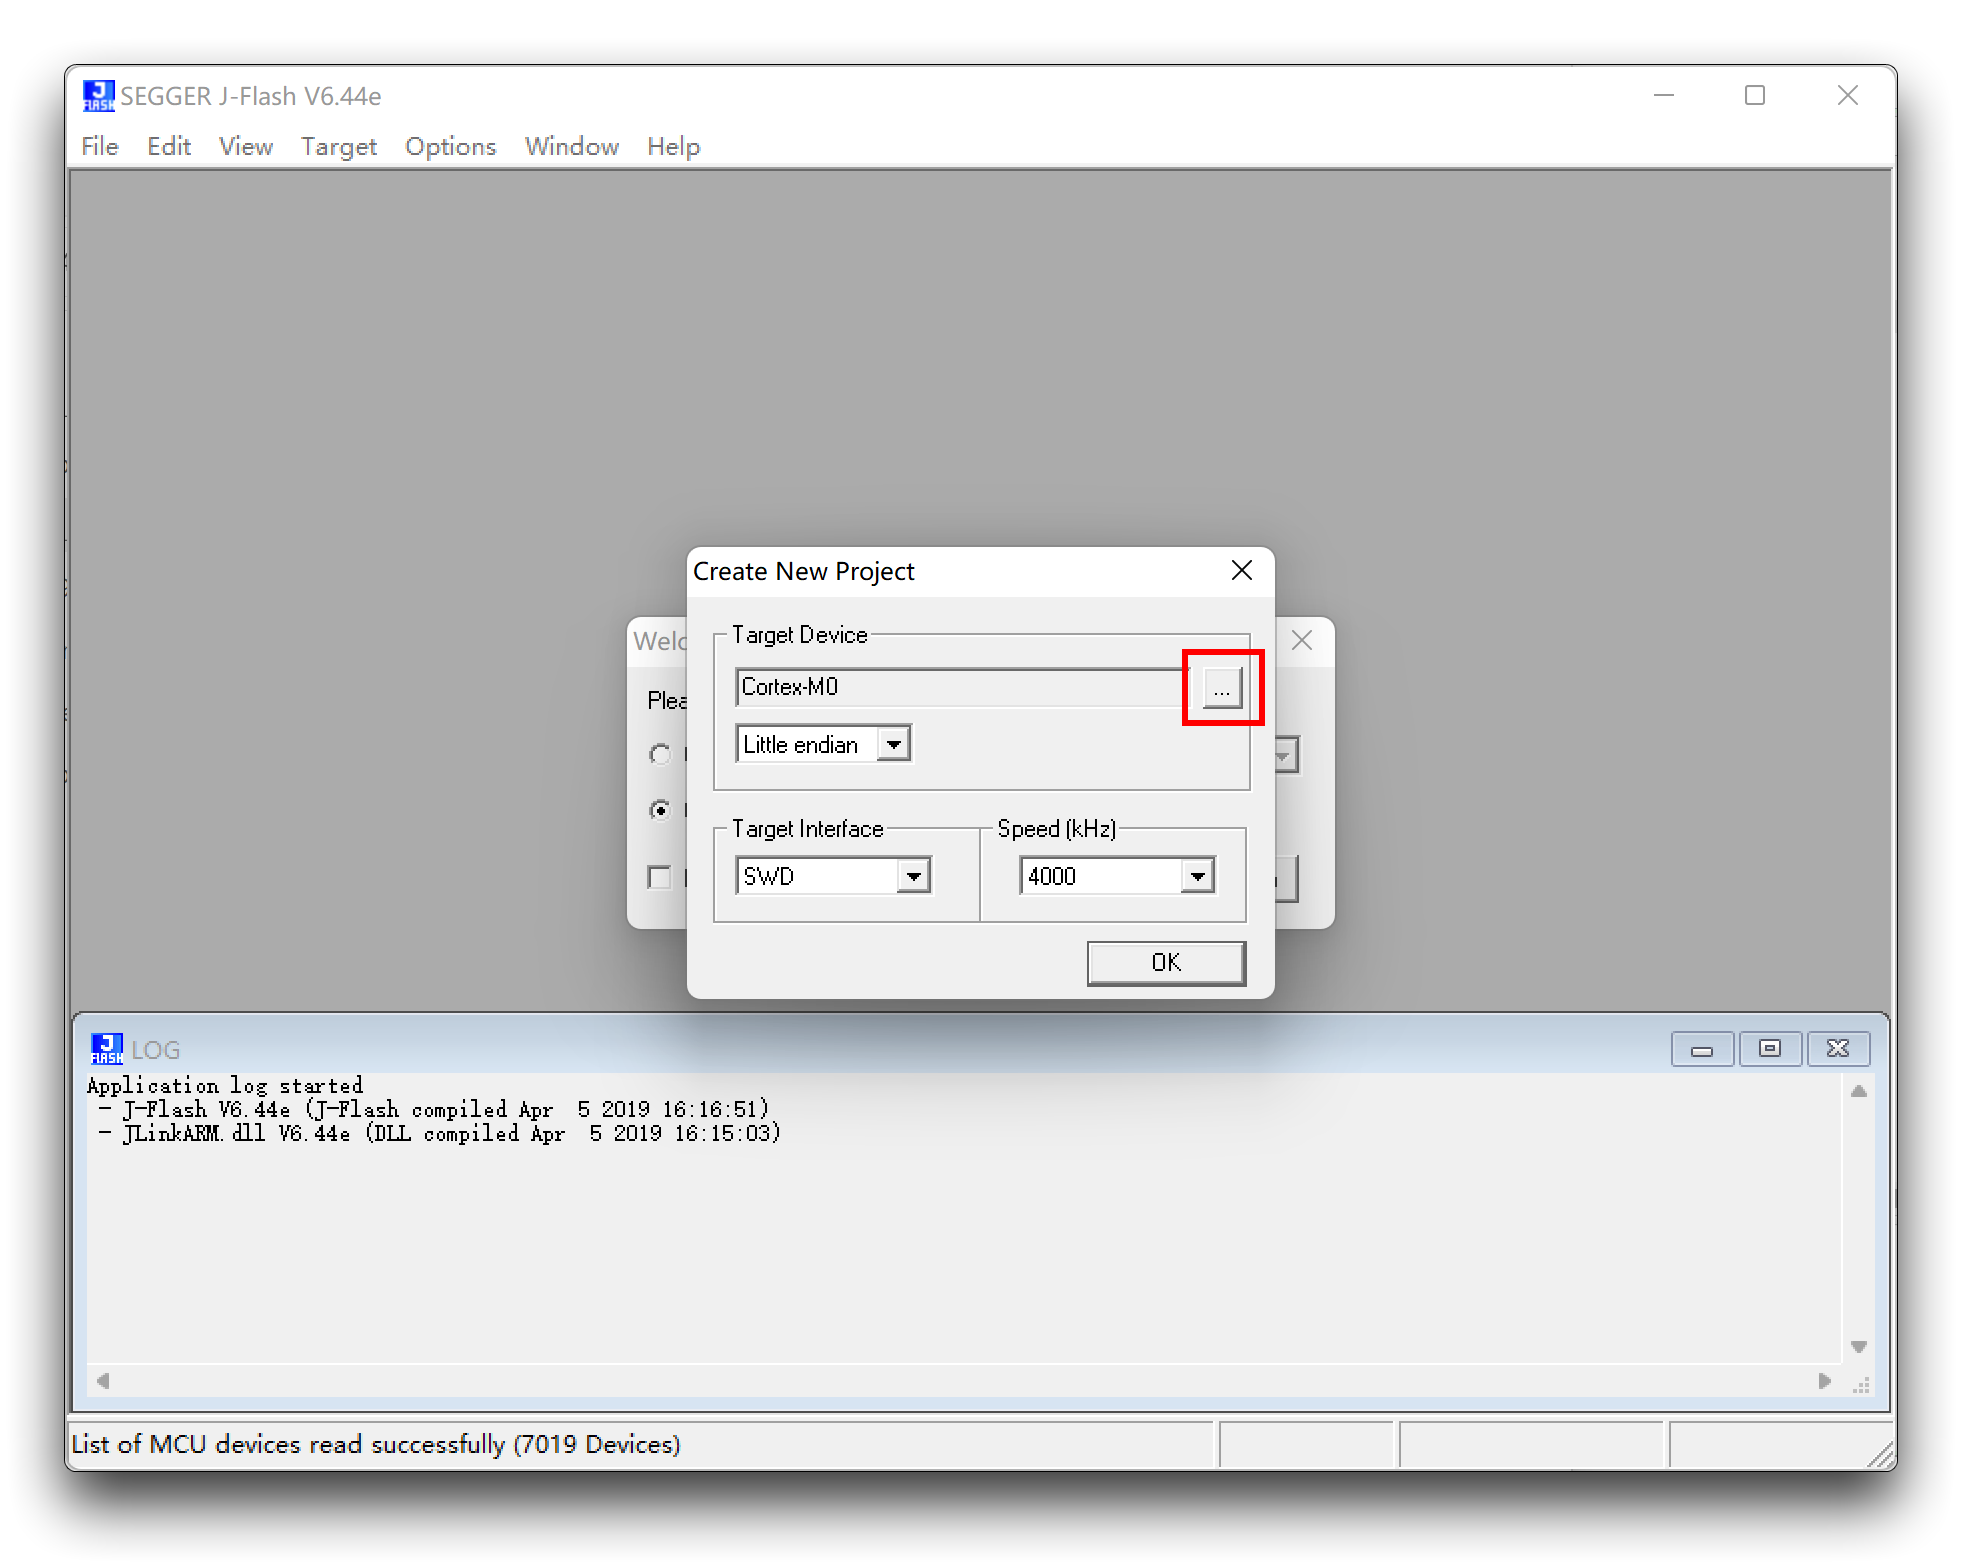 SEGGER J-Flash V6.44e
File Edit View Target Options Window Help
Create New Project
Target Device
Cortex-M0
...
Little endian
Target Interface
SWD
Speed (kHz)
4000
OK
Welc
Plea
LOG
Application log started
- J-Flash V6.44e (J-Flash compiled Apr  5 2019 16:16:51)
- JLinkARM.dll V6.44e (DLL compiled Apr  5 2019 16:15:03)
List of MCU devices read successfully (7019 Devices)